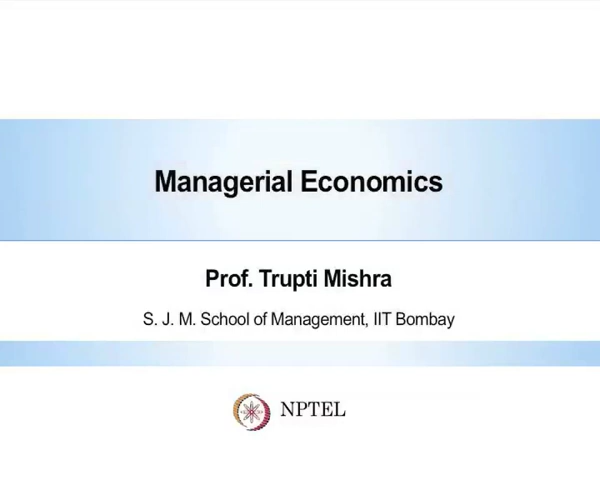 Managerial Economics
Prof. Trupti Mishra
S. J. M. School of Management, IIT Bombay
NPTEL